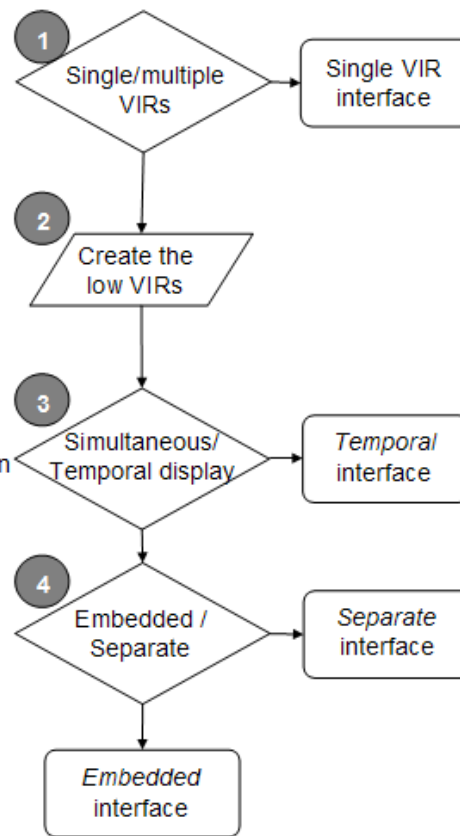 1
Single/multiple
VIRs
Single VIR
interface
2
Create the
low VIRs
3
Simultaneous/
Temporal display
n
Temporal
interface
4
Embedded /
Separate
Separate
interface
Embedded
interface